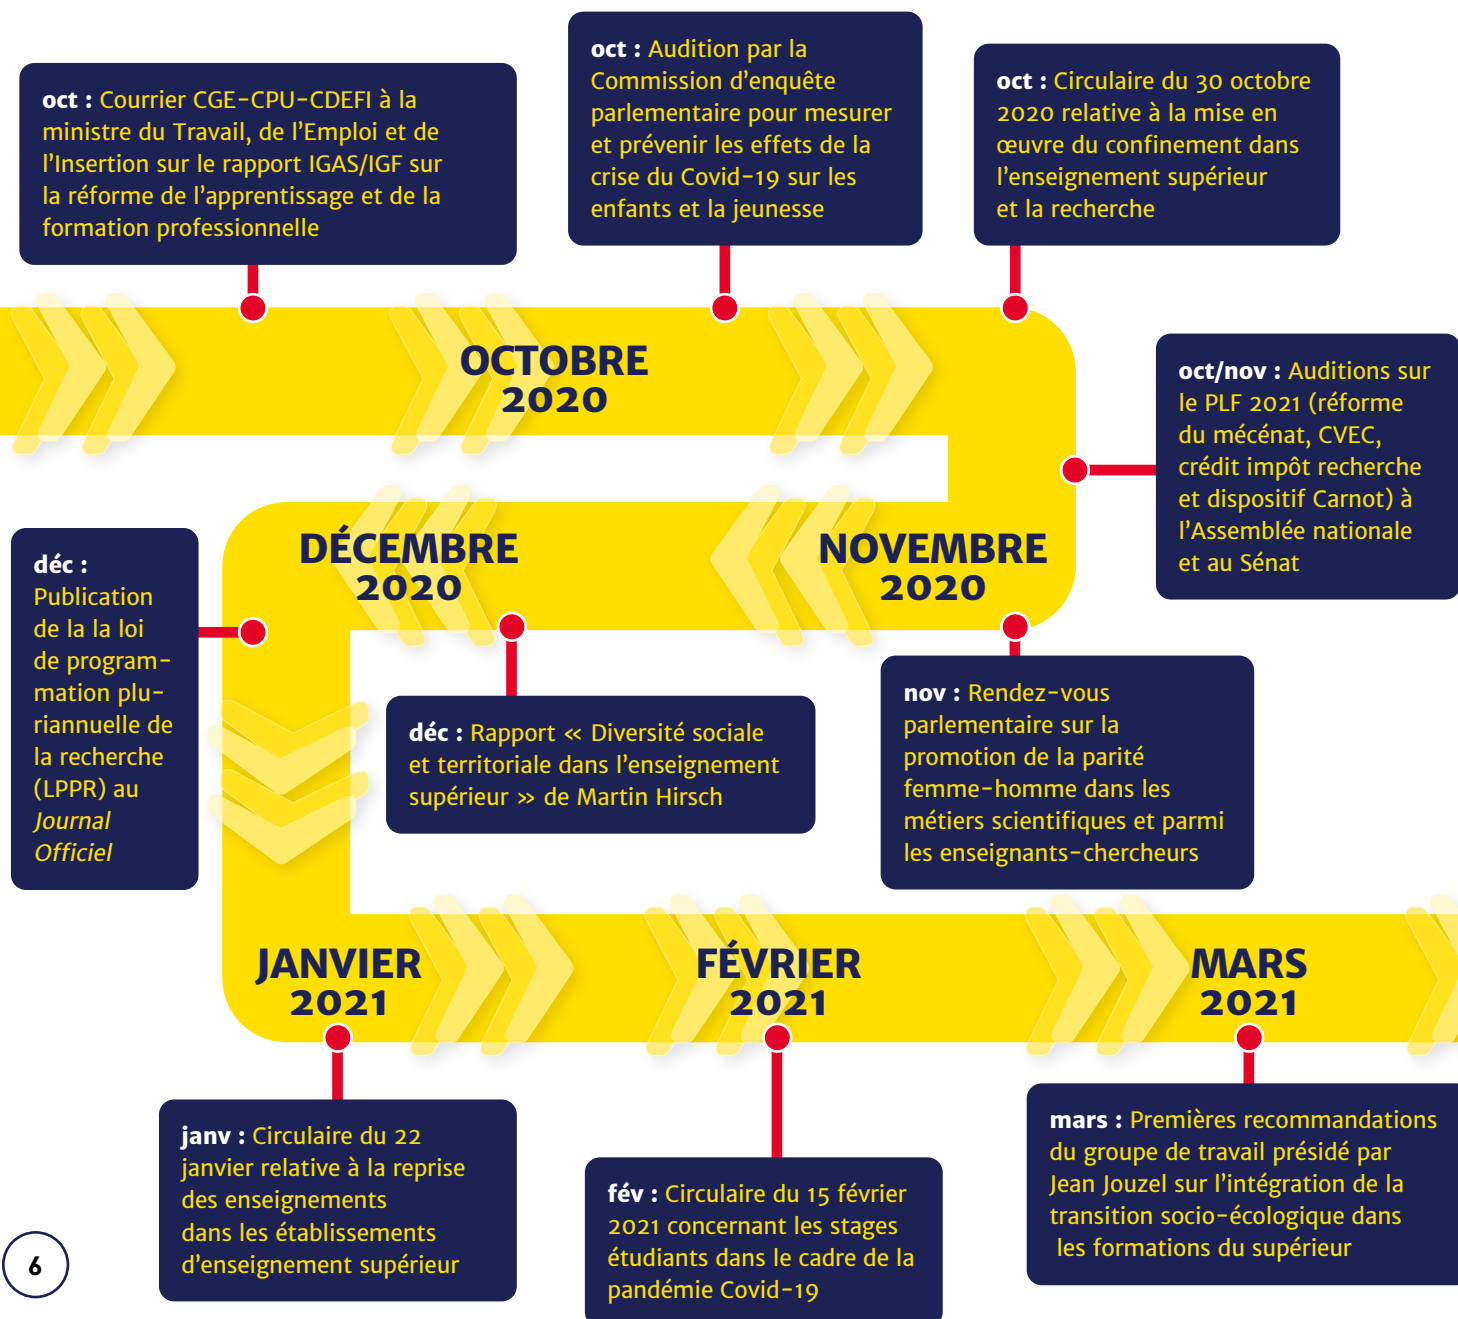 oct : Courrier CGE-CPU-CDEFI à la
ministre du Travail, de l'Emploi et de
l'Insertion sur le rapport IGAS/IGF sur
la réforme de l'apprentissage et de la
formation professionnelle
oct : Audition par la
Commission d'enquête
parlementaire pour mesurer
et prévenir les effets de la
crise du Covid-19 sur les
enfants et la jeunesse
oct : Circulaire du 30 octobre
2020 relative à la mise en
œuvre du confinement dans
l'enseignement supérieur
et la recherche
OCTOBRE
2020
oct/nov : Auditions sur
le PLF 2021 (réforme
du mécénat, CVEC,
crédit impôt recherche
et dispositif Carnot) à
l'Assemblée nationale
et au Sénat
NOVEMBRE
2020
nov : Rendez-vous
parlementaire sur la
promotion de la parité
femme-homme dans les
métiers scientifiques et parmi
les enseignants-chercheurs
DÉCEMBRE
2020
déc : Rapport « Diversité sociale
et territoriale dans l'enseignement
supérieur » de Martin Hirsch
déc :
Publication
de la la loi
de program-
mation plu-
riannuelle de
la recherche
(LPPR) au
Journal
Officiel
JANVIER
2021
janv : Circulaire du 22
janvier relative à la reprise
des enseignements
dans les établissements
d'enseignement supérieur
FÉVRIER
2021
fév : Circulaire du 15 février
2021 concernant les stages
étudiants dans le cadre de la
pandémie Covid-19
MARS
2021
mars : Premières recommandations
du groupe de travail présidé par
Jean Jouzel sur l'intégration de la
transition socio-écologique dans
les formations du supérieur
6